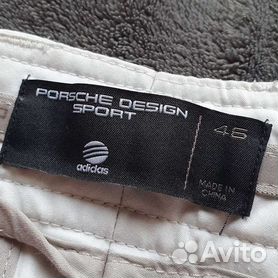 PORSCHE DESIGN
SPORT
46
adidas
MADE IN
CHINA
Avito